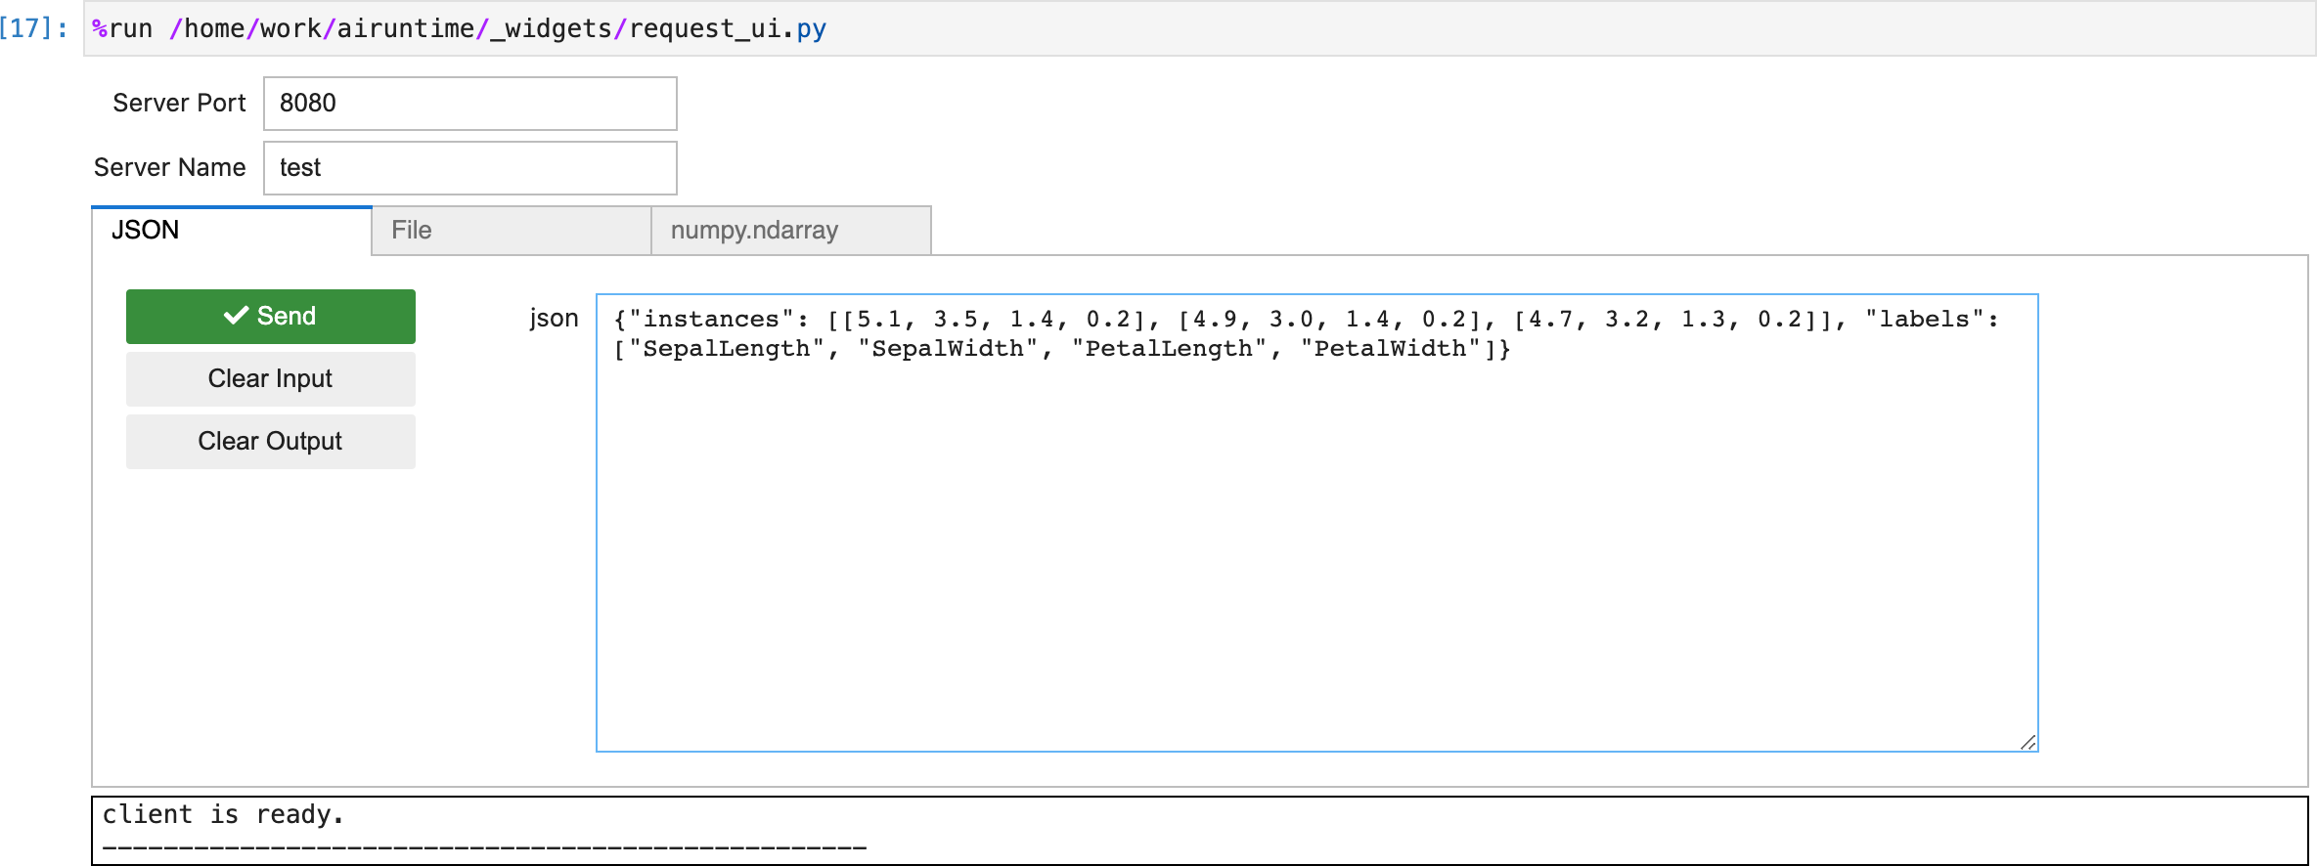 [17]: %run /home/work/airuntime/_widgets/request_ui.py
Server Port 8080
Server Name test
JSON File numpy.ndarray
Send
Clear Input
Clear Output
json {"instances": [[5.1, 3.5, 1.4, 0.2], [4.9, 3.0, 1.4, 0.2], [4.7, 3.2, 1.3, 0.2]], "labels":
["SepalLength", "SepalWidth", "PetalLength", "PetalWidth"]}
client is ready.
--------------------------------------------------